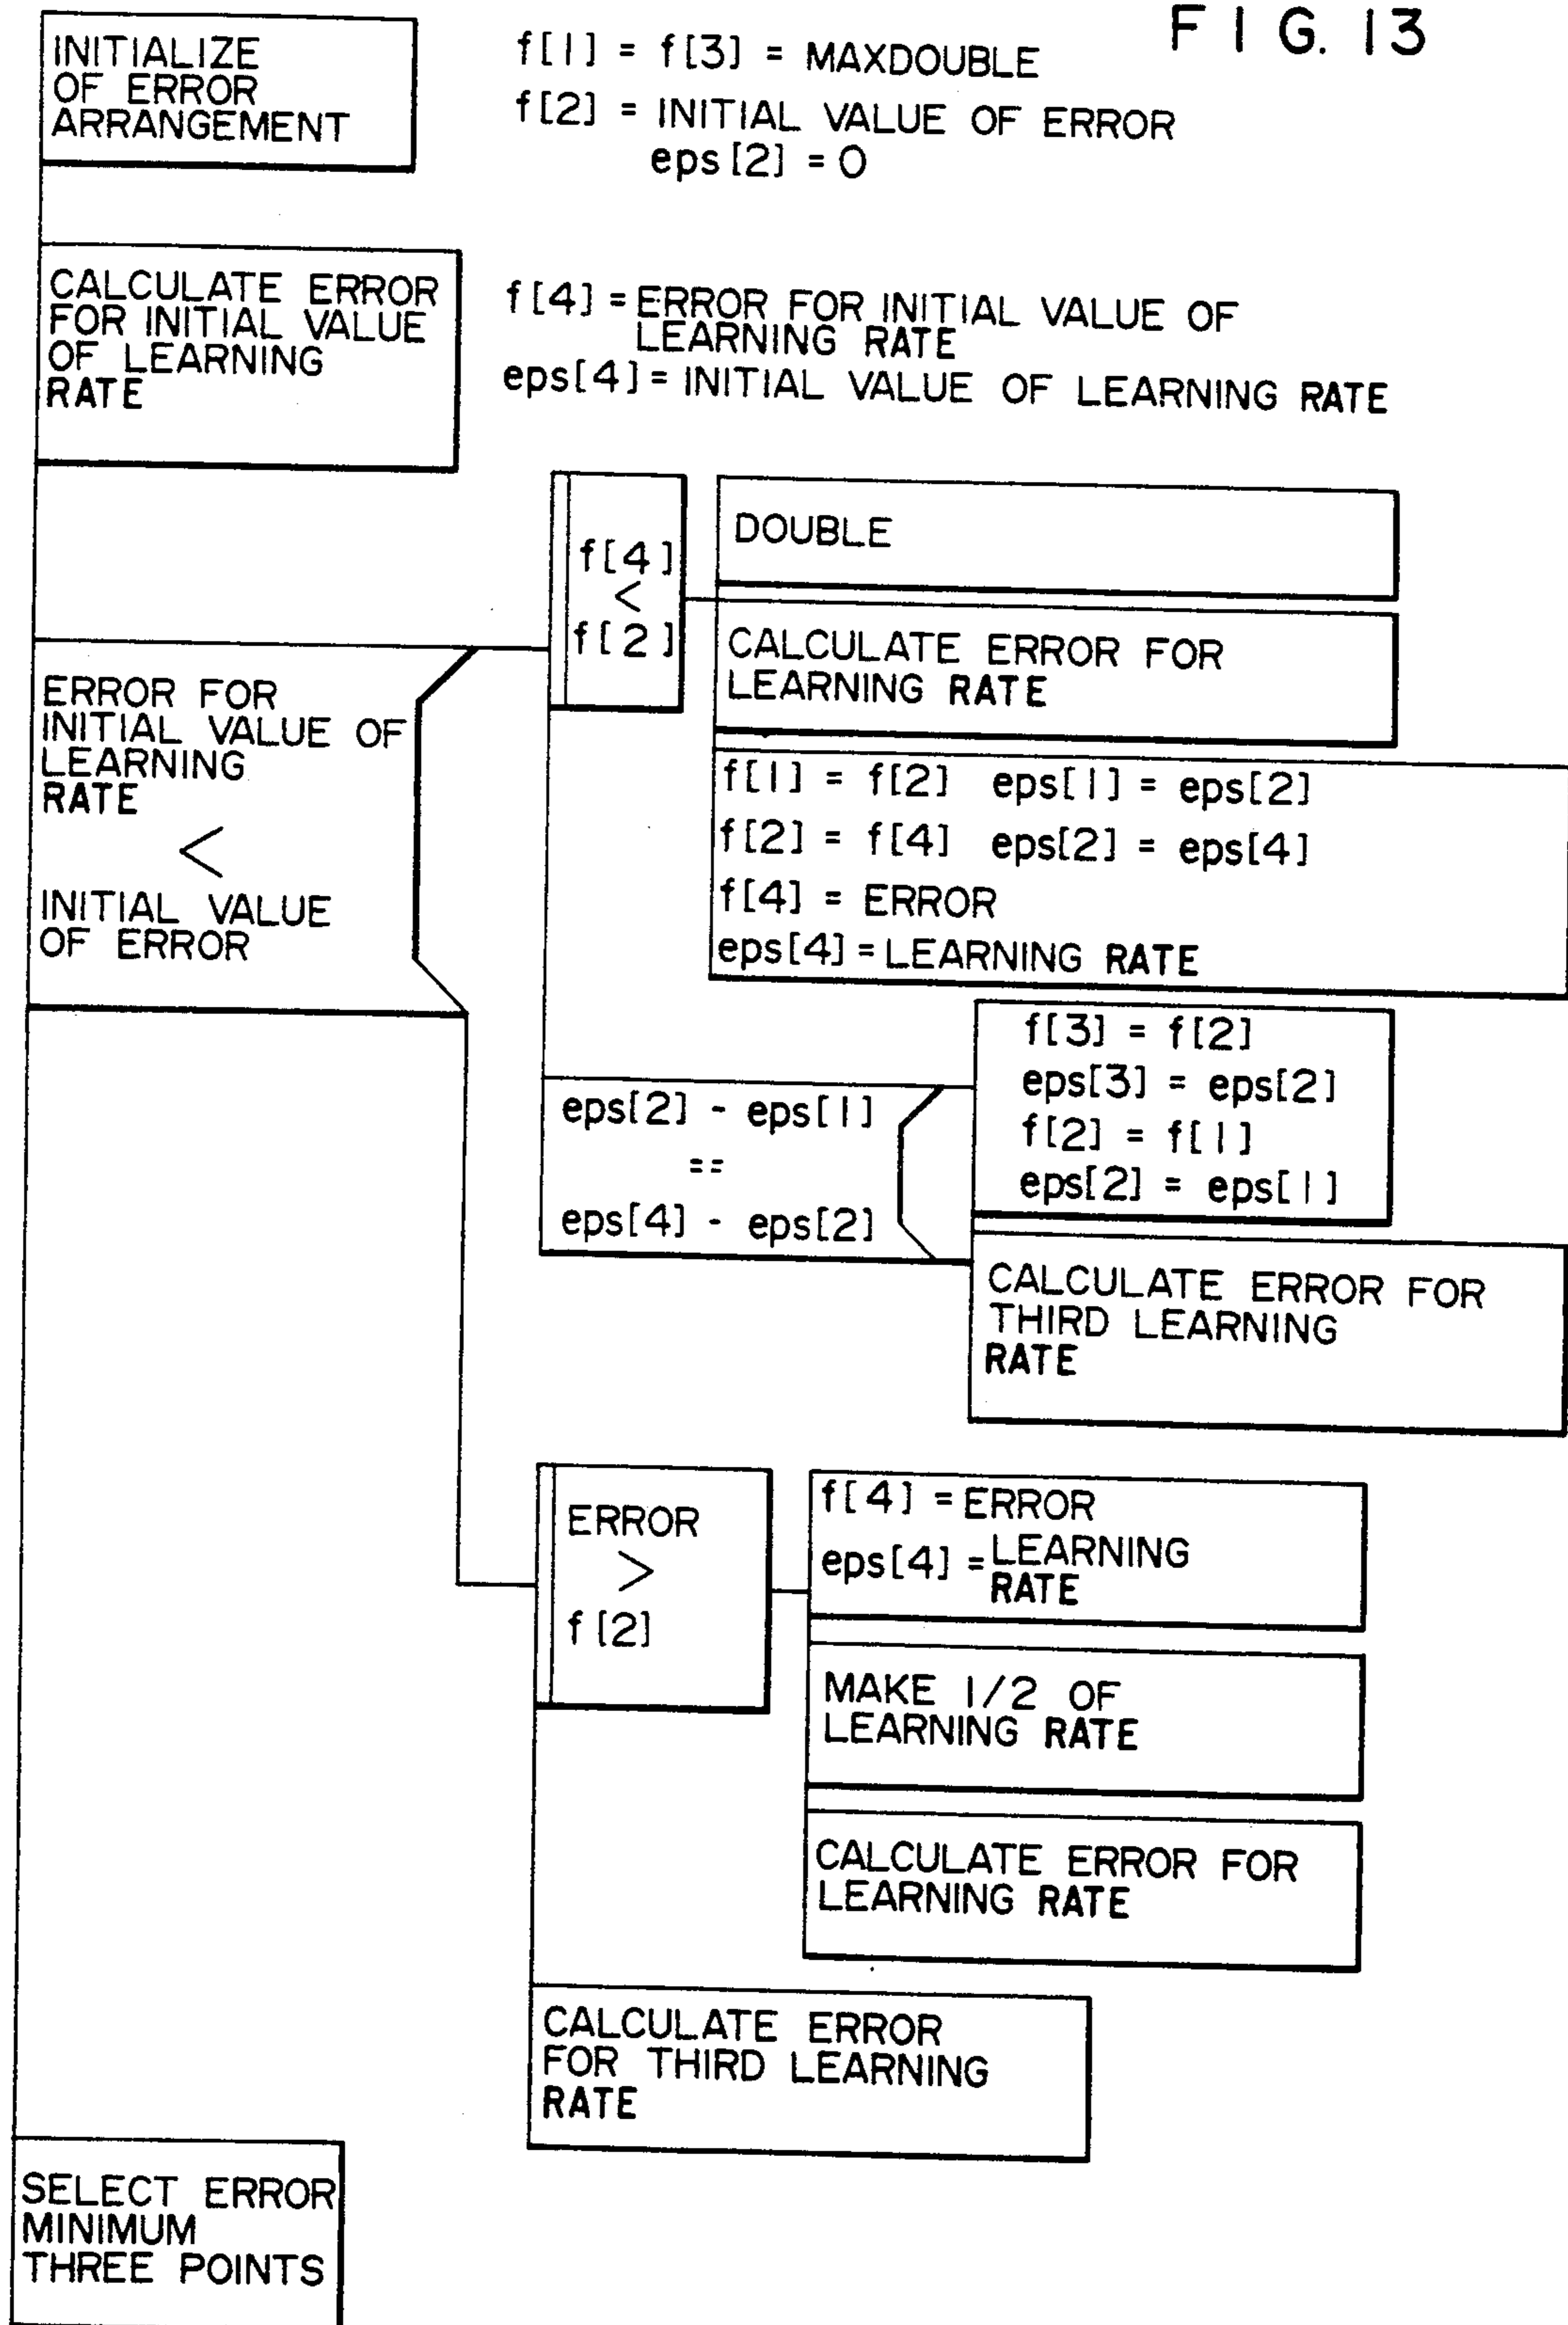 FIG. 13
INITIALIZE
OF ERROR
ARRANGEMENT
f[1] = f[3] = MAXDOUBLE
f[2] = INITIAL VALUE OF ERROR
eps[2] = 0
CALCULATE ERROR
FOR INITIAL VALUE
OF LEARNING
RATE
f[4] = ERROR FOR INITIAL VALUE OF
LEARNING RATE
eps[4] = INITIAL VALUE OF LEARNING RATE
ERROR FOR
INITIAL VALUE OF
LEARNING
RATE
<
INITIAL VALUE
OF ERROR
f[4]
<
f[2]
DOUBLE
CALCULATE ERROR FOR
LEARNING RATE
f[1] = f[2] eps[1] = eps[2]
f[2] = f[4] eps[2] = eps[4]
f[4] = ERROR
eps[4] = LEARNING RATE
eps[2] - eps[1]
==
eps[4] - eps[2]
f[3] = f[2]
eps[3] = eps[2]
f[2] = f[1]
eps[2] = eps[1]
CALCULATE ERROR FOR
THIRD LEARNING
RATE
ERROR
>
f[2]
f[4] = ERROR
eps[4] = LEARNING
RATE
MAKE 1/2 OF
LEARNING RATE
CALCULATE ERROR FOR
LEARNING RATE
CALCULATE ERROR
FOR THIRD LEARNING
RATE
SELECT ERROR
MINIMUM
THREE POINTS